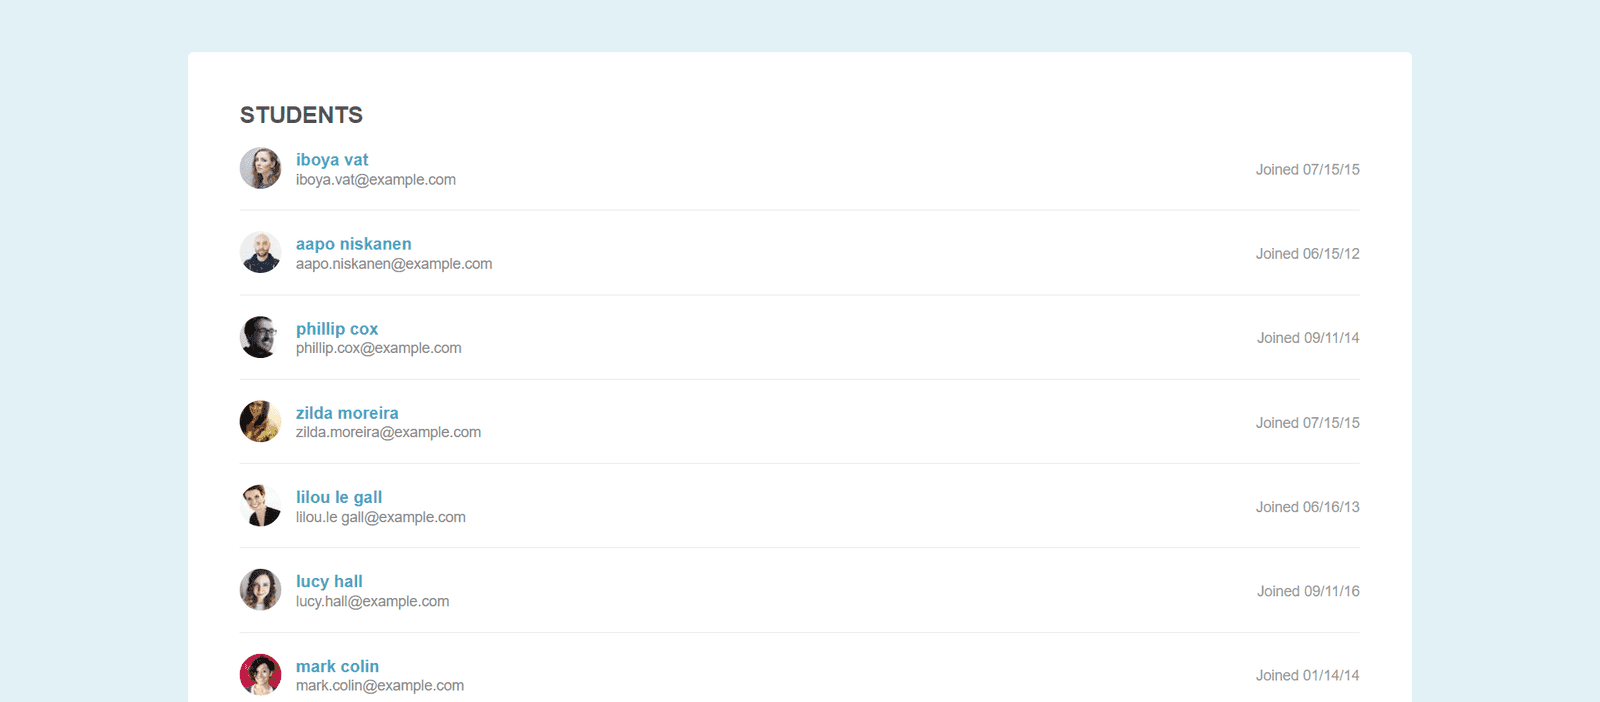 STUDENTS
iboya vat
iboya.vat@example.com
Joined 07/15/15
aapo niskanen
aapo.niskanen@example.com
Joined 06/15/12
phillip cox
phillip.cox@example.com
Joined 09/11/14
zilda moreira
zilda.moreira@example.com
Joined 07/15/15
lilou le gall
lilou.le gall@example.com
Joined 06/16/13
lucy hall
lucy.hall@example.com
Joined 09/11/16
mark colin
mark.colin@example.com
Joined 01/14/14